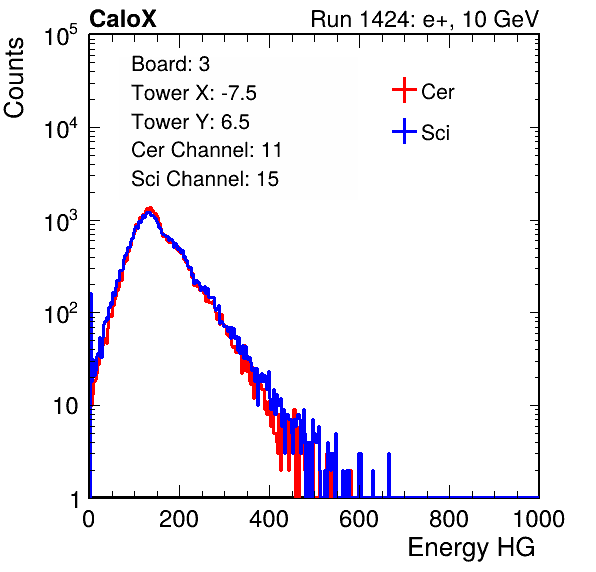 CaloX Run 1424: e+, 10 GeV
Counts
10^5
10^4
10^3
10^2
10
1
Board: 3
Tower X: -7.5
Tower Y: 6.5
Cer Channel: 11
Sci Channel: 15
Cer
Sci
0 200 400 600 800 1000
Energy HG